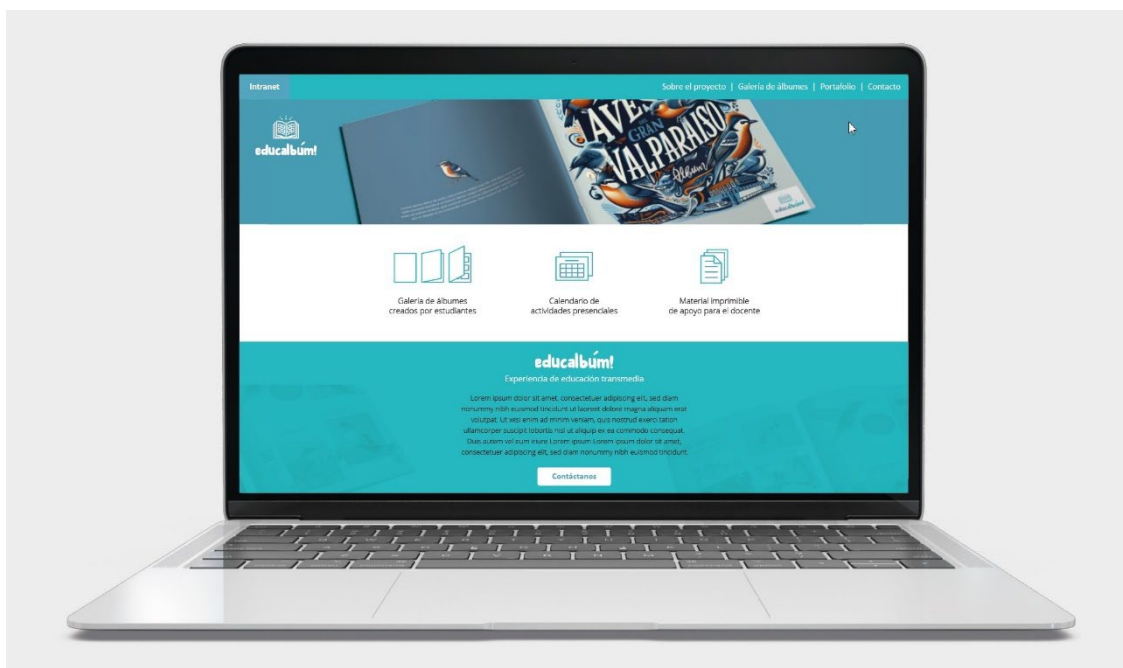 Intranet
Sobre el proyecto | Galería de álbumes | Portafolio | Contacto
educalbúm!
AVES
GRAN
VALPARAISO
Album
educalbúm!
Galería de álbumes
creados por estudiantes
Calendario de
actividades presenciales
Material imprimible
de apoyo para el docente
educalbúm!
Experiencia de educación transmedia
Lorem ipsum dolor sit amet, consectetuer adipiscing elit, sed diam
nonummy nibh euismod tincidunt ut laoreet dolore magna aliquam erat
volutpat. Ut wisi enim ad minim veniam, quis nostrud exerci tation
ullamcorper suscipit lobortis nisl ut aliquip ex ea commodo consequat.
Duis autem vel eum iriure Lorem ipsum Lorem ipsum dolor sit amet,
consectetuer adipiscing elit, sed diam nonummy nibh euismod tincidunt.
Contáctanos